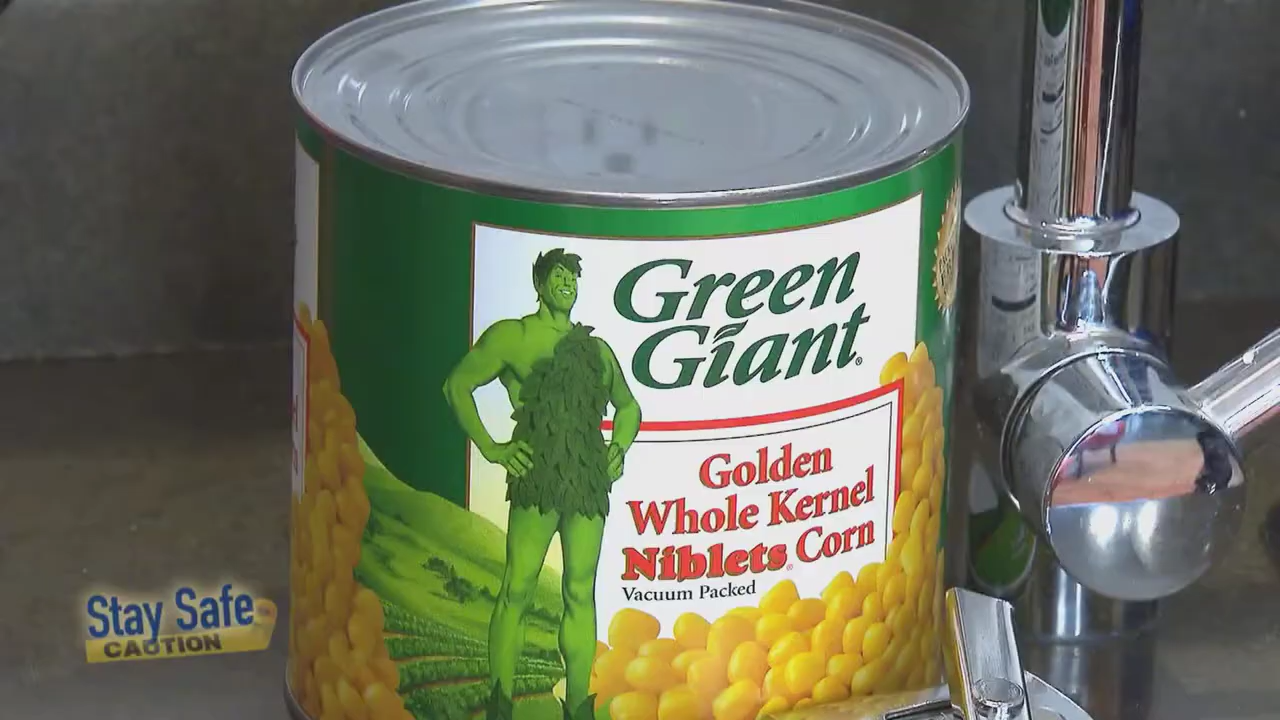 Green
Giant®
Golden
Whole Kernel
Niblets® Corn
Vacuum Packed
Stay Safe
CAUTION